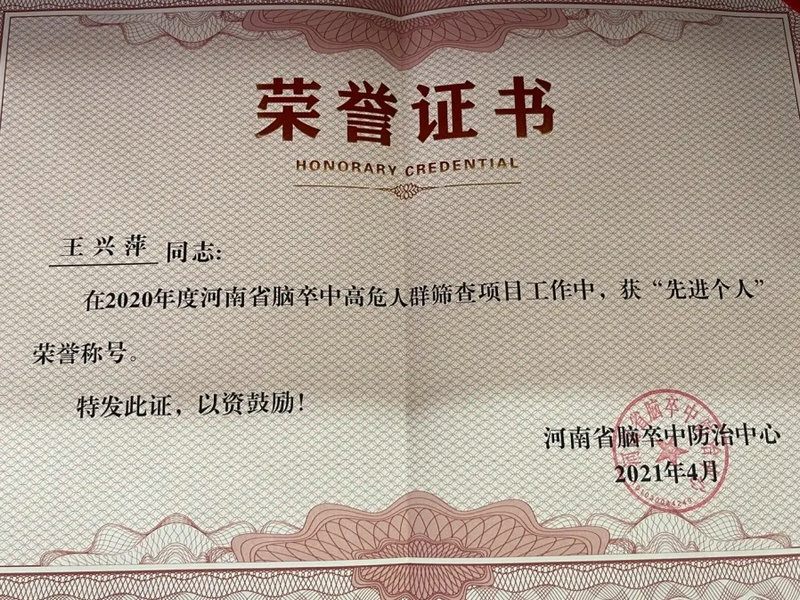 荣誉证书
HONORARY CREDENTIAL
王兴萍 同志:
在2020年度河南省脑卒中高危人群筛查项目工作中，获“先进个人”
荣誉称号。
特发此证，以资鼓励！
河南省脑卒中防治中心
2021年4月